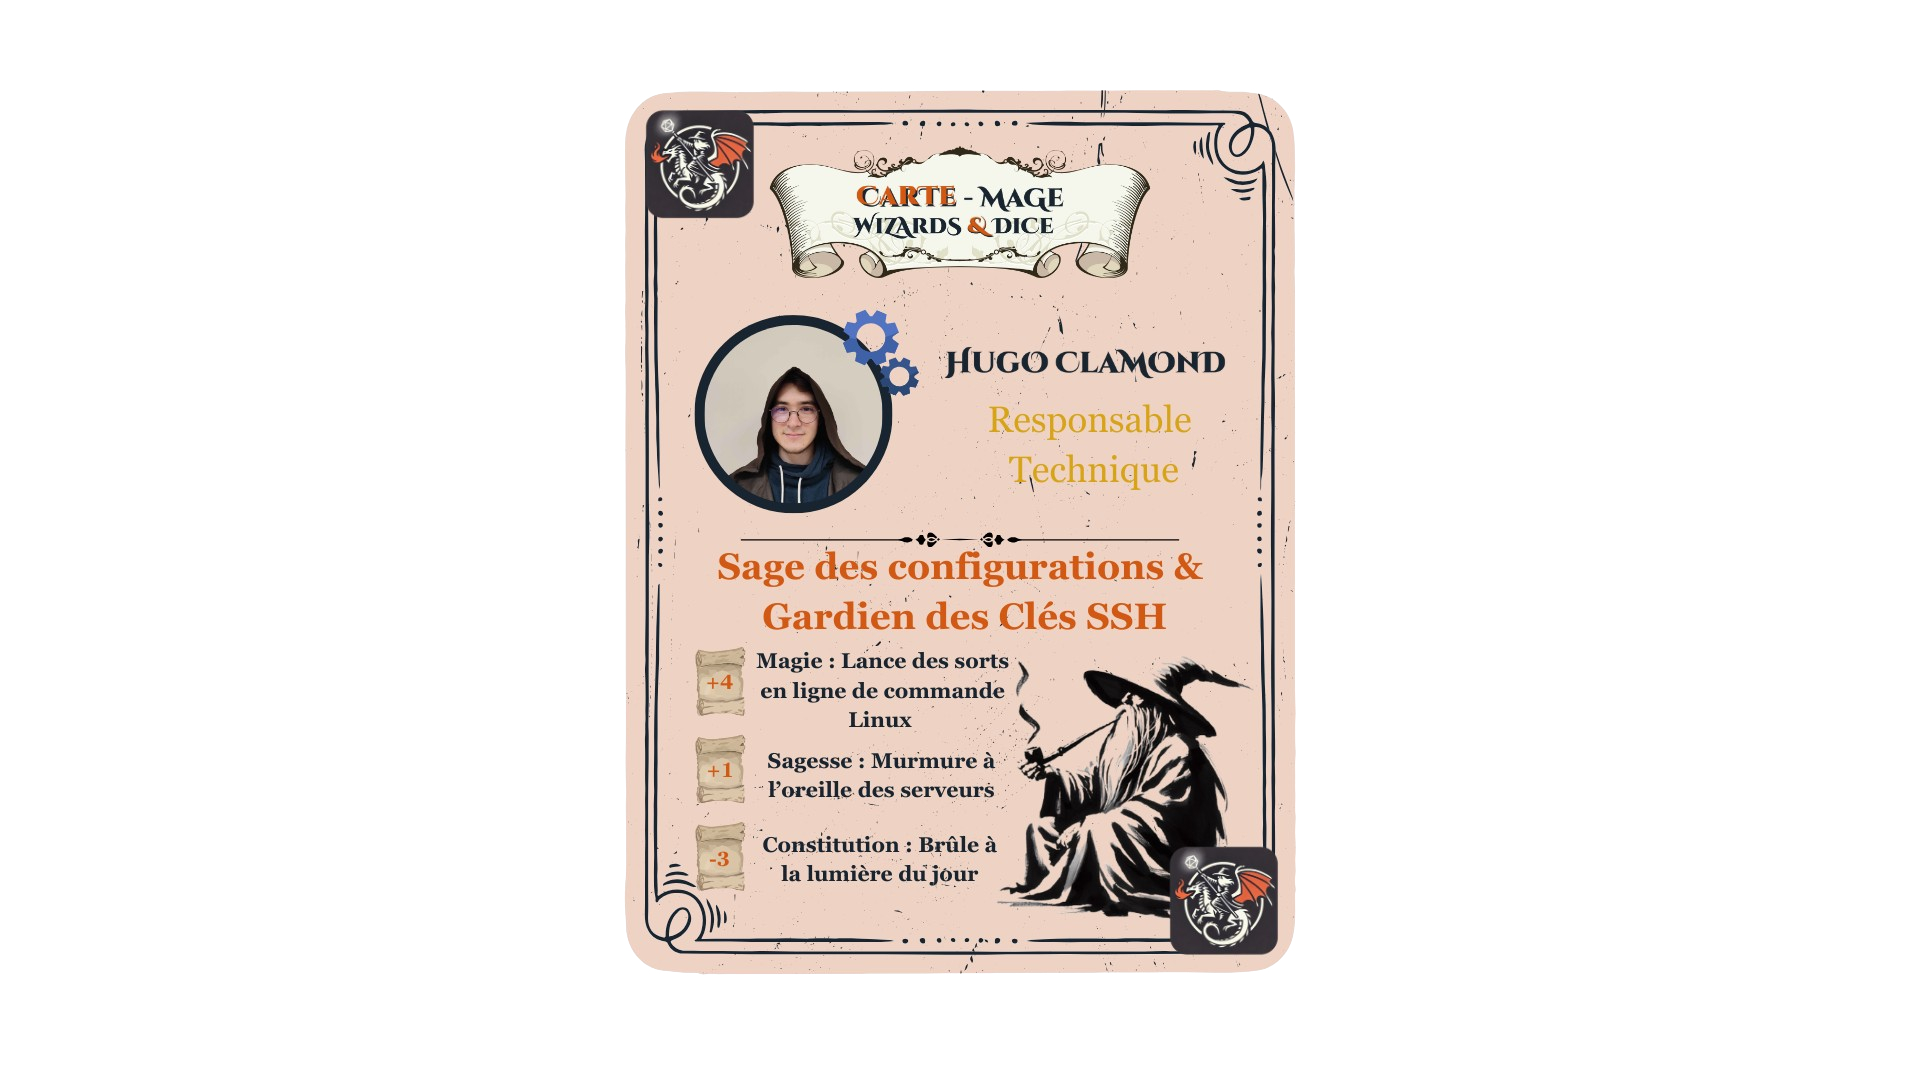 CARTE - MAGE
WIZARDS & DICE
HUGO CLAMOND
Responsable
Technique
Sage des configurations &
Gardien des Clés SSH
+4
Magie : Lance des sorts
en ligne de commande
Linux
+1
Sagesse : Murmure à
l’oreille des serveurs
-3
Constitution : Brûle à
la lumière du jour